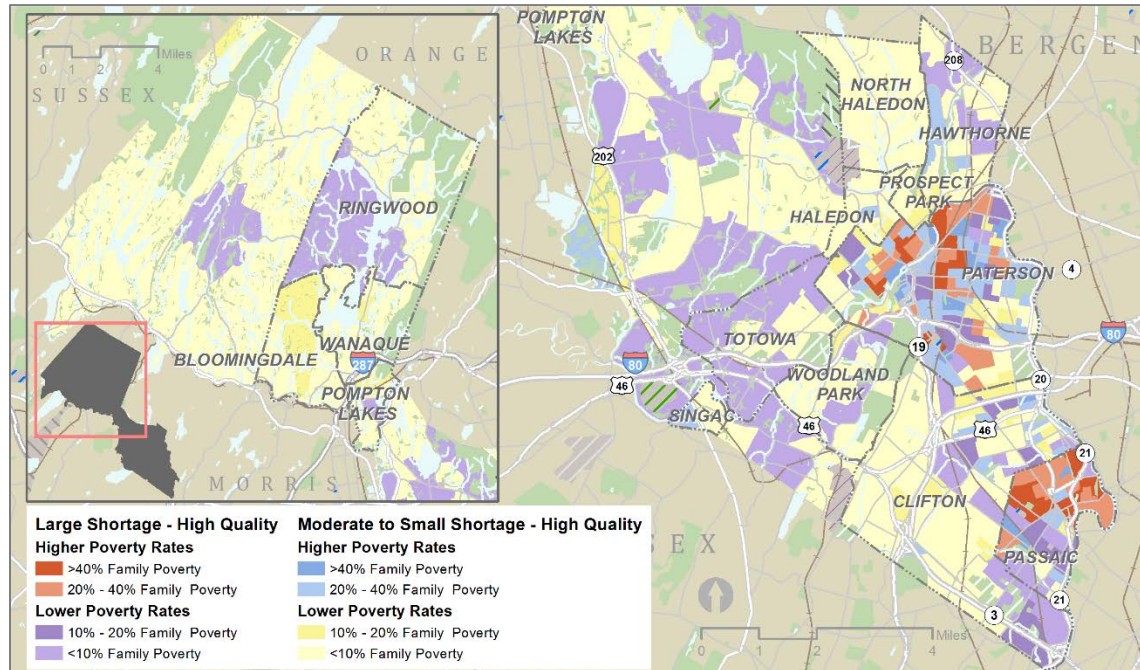 Miles
0 1 2 4
ORANGE
SUSSEX
RINGWOOD
BLOOMINGDALE
WANAQUE
287
POMPTON
LAKES
MORRIS
POMPTON
LAKES
BERGEN
208
NORTH
HALEDON
HAWTHORNE
202
PROSPECT
PARK
HALEDON
PATERSON
4
TOTOWA
19
80
80
46
WOODLAND
PARK
20
SINGAC
46
46
21
CLIFTON
SEX
PASSAIC
21
3
Miles
0 1 2 4
Large Shortage - High Quality
Higher Poverty Rates
>40% Family Poverty
20% - 40% Family Poverty
Lower Poverty Rates
10% - 20% Family Poverty
<10% Family Poverty
Moderate to Small Shortage - High Quality
Higher Poverty Rates
>40% Family Poverty
20% - 40% Family Poverty
Lower Poverty Rates
10% - 20% Family Poverty
<10% Family Poverty